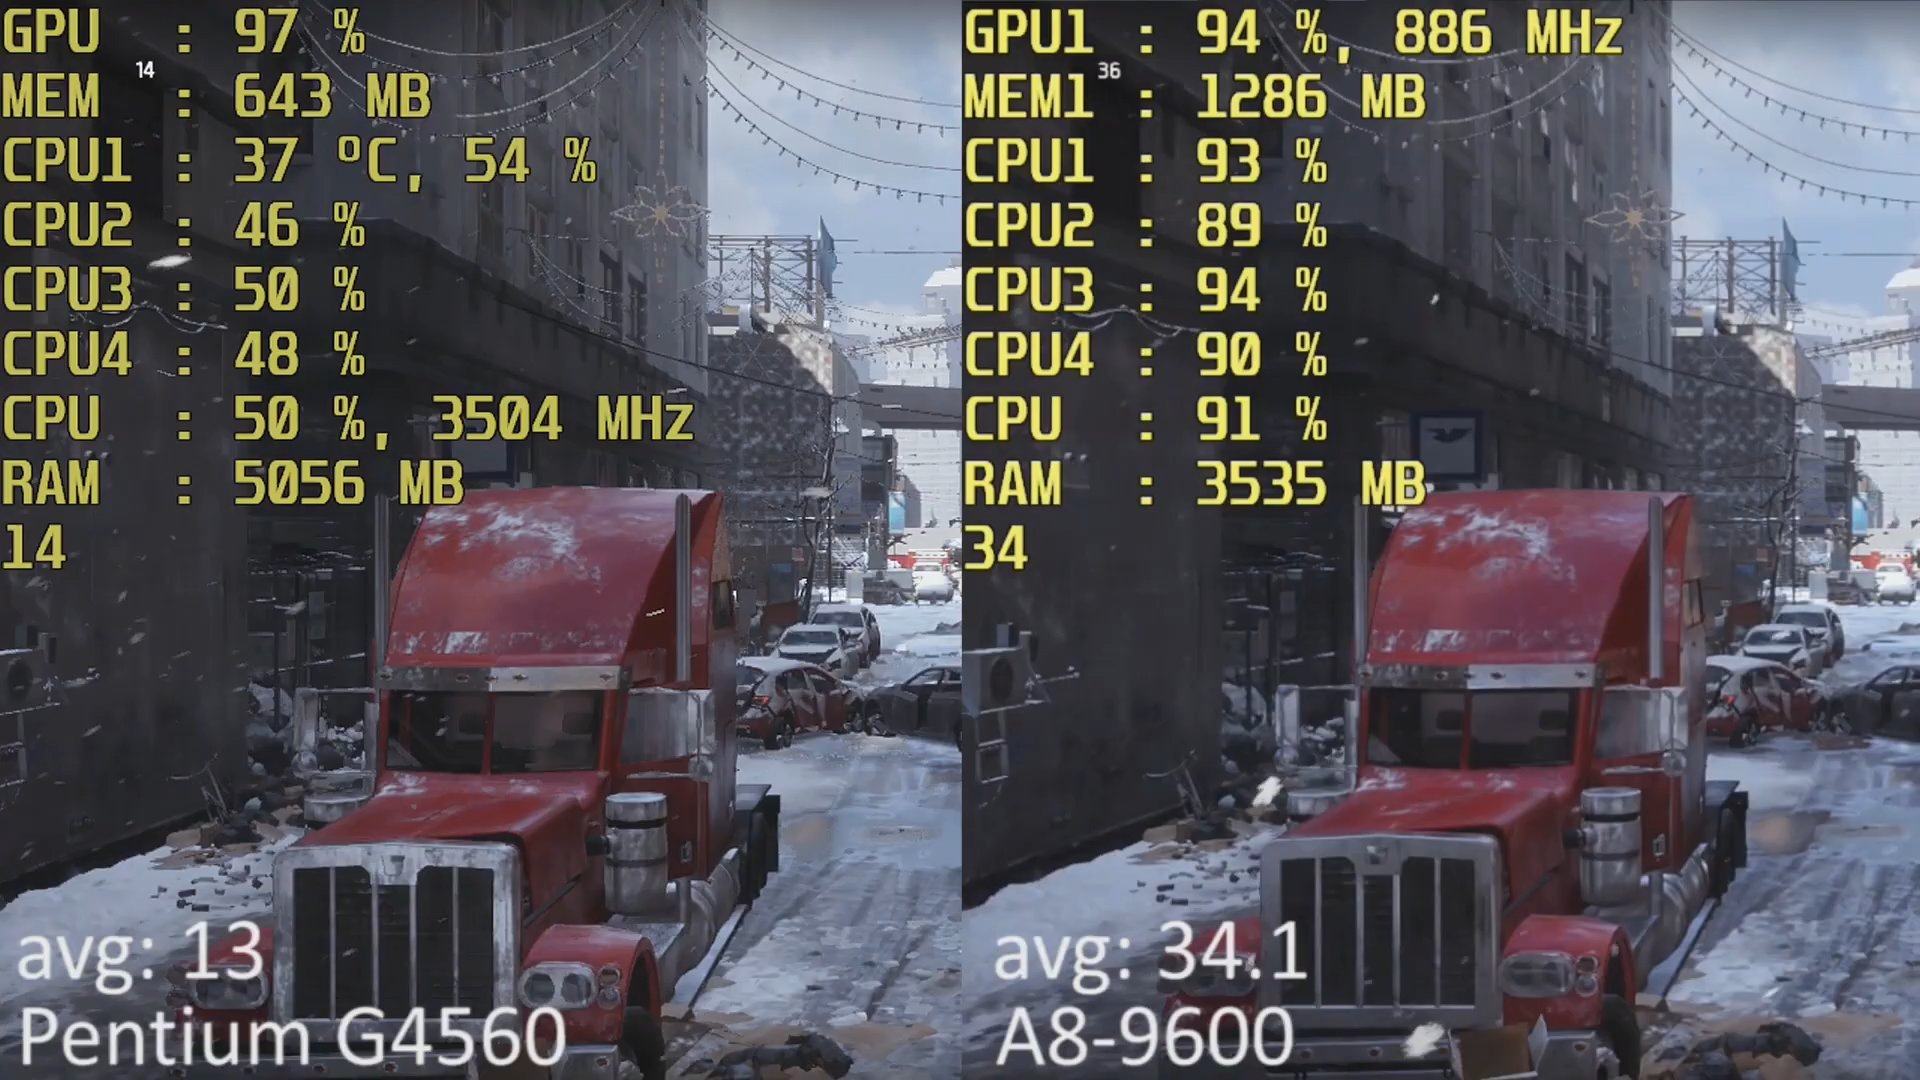 GPU : 97 %
14
MEM : 643 MB
CPU1 : 37 ºC, 54 %
CPU2 : 46 %
CPU3 : 50 %
CPU4 : 48 %
CPU : 50 %, 3504 MHz
RAM : 5056 MB
14
avg: 13
Pentium G4560
GPU1 : 94 %, 886 MHz
36
MEM1 : 1286 MB
CPU1 : 93 %
CPU2 : 89 %
CPU3 : 94 %
CPU4 : 90 %
CPU : 91 %
RAM : 3535 MB
34
avg: 34.1
A8-9600